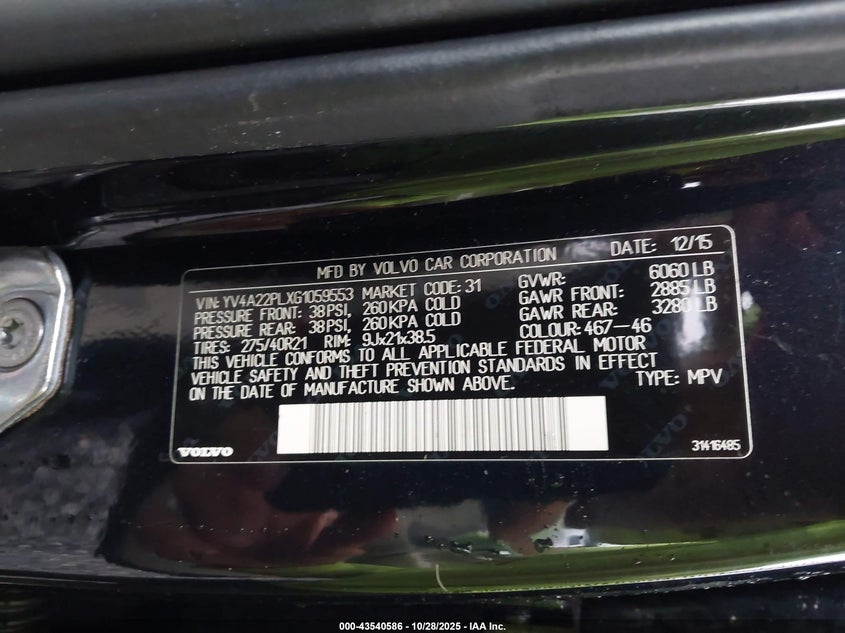 MFD BY VOLVO CAR CORPORATION DATE: 12/15
VIN: YV4A22PLXG1059553 MARKET CODE: 31 GVWR: 6060 LB
PRESSURE FRONT: 38PSI, 260KPA COLD GAWR FRONT: 2885 LB
PRESSURE REAR: 38PSI, 260KPA COLD GAWR REAR: 3280 LB
TIRES: 275/40R21 RIM: 9Jx21x38.5 COLOUR: 467-46
THIS VEHICLE CONFORMS TO ALL APPLICABLE FEDERAL MOTOR
VEHICLE SAFETY AND THEFT PREVENTION STANDARDS IN EFFECT
ON THE DATE OF MANUFACTURE SHOWN ABOVE. TYPE: MPV
VOLVO 31416485
000-43540586 - 10/28/2025 - IAA Inc.